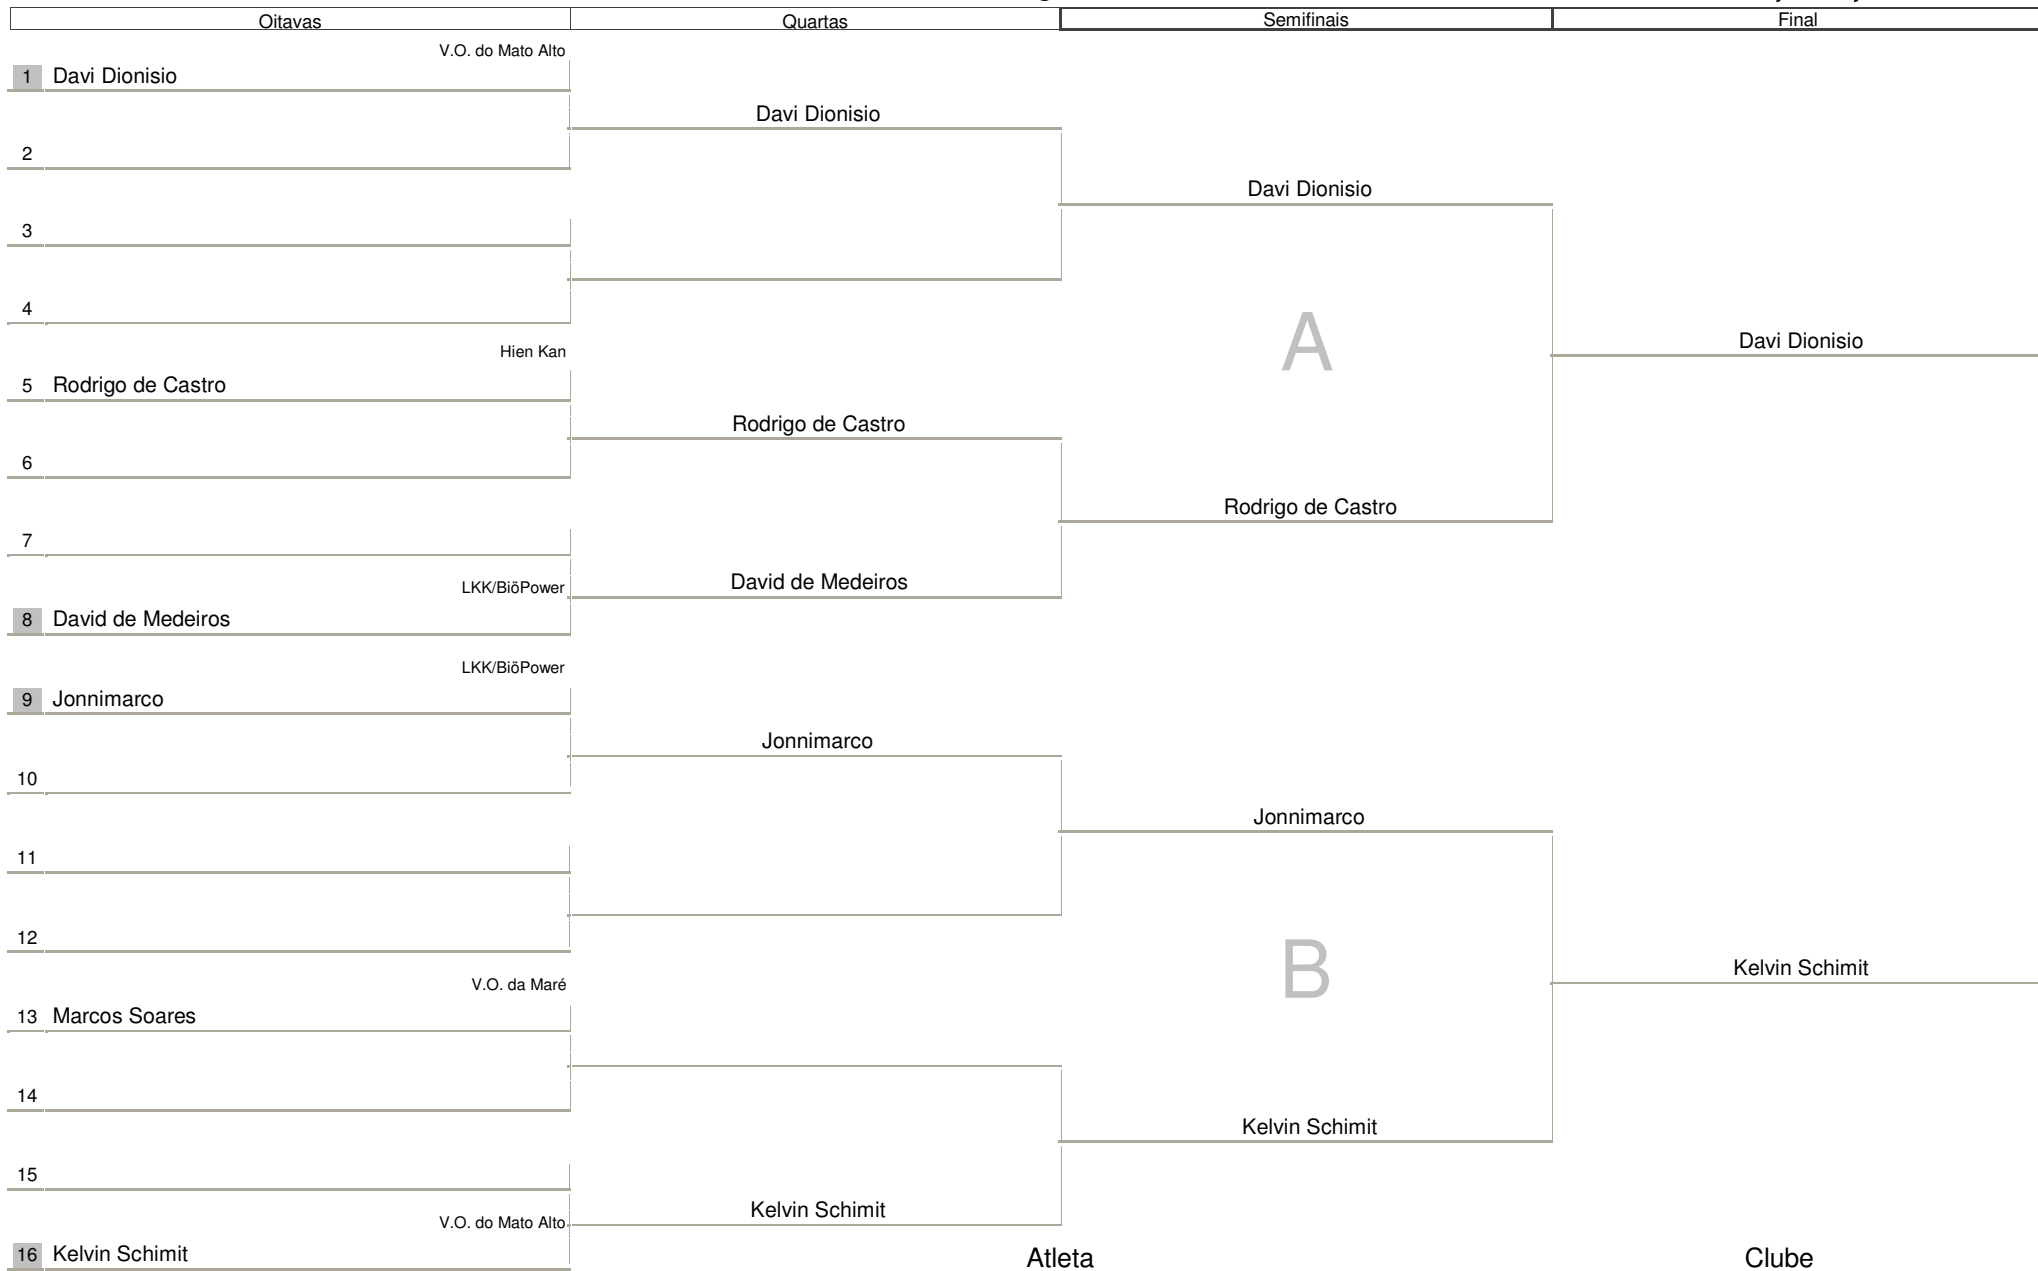 Oitavas Quartas Semifinais Final
V.O. do Mato Alto
1 Davi Dionisio
Davi Dionisio
2
Davi Dionisio
3
4
A
Davi Dionisio
Hien Kan
5 Rodrigo de Castro
Rodrigo de Castro
6
Rodrigo de Castro
7
David de Medeiros
LKK/BiöPower
8 David de Medeiros
LKK/BiöPower
9 Jonnimarco
Jonnimarco
10
Jonnimarco
11
12
B
Kelvin Schimit
V.O. da Maré
13 Marcos Soares
14
Kelvin Schimit
15
Kelvin Schimit
V.O. do Mato Alto
16 Kelvin Schimit
Atleta Clube